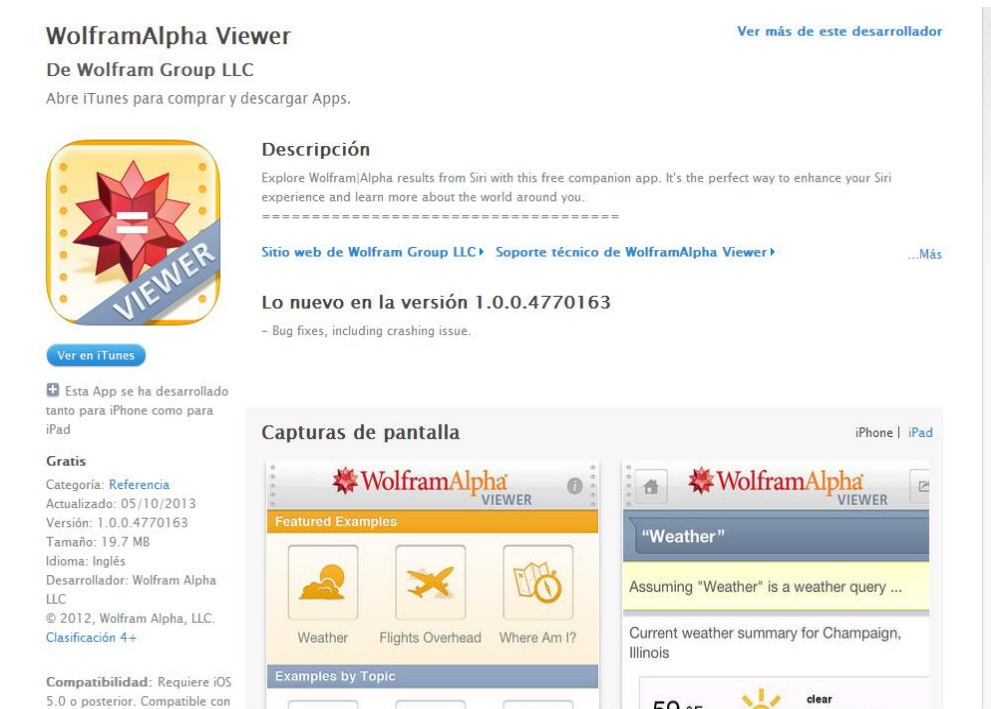 WolframAlpha Viewer
Ver más de este desarrollador
De Wolfram Group LLC
Abre iTunes para comprar y descargar Apps.
VIEWER
Ver en iTunes
Esta App se ha desarrollado
tanto para iPhone como para
iPad
Gratis
Categoría: Referencia
Actualizado: 05/10/2013
Versión: 1.0.0.4770163
Tamaño: 19.7 MB
Idioma: Inglés
Desarrollador: Wolfram Alpha
LLC
© 2012, Wolfram Alpha, LLC.
Clasificación 4+
Compatibilidad: Requiere iOS
5.0 o posterior. Compatible con
Descripción
Explore Wolfram|Alpha results from Siri with this free companion app. It's the perfect way to enhance your Siri
experience and learn more about the world around you.
====================================
Sitio web de Wolfram Group LLC Soporte técnico de WolframAlpha Viewer
...Más
Lo nuevo en la versión 1.0.0.4770163
– Bug fixes, including crashing issue.
Capturas de pantalla
iPhone | iPad
WolframAlpha
VIEWER
Featured Examples
Weather Flights Overhead Where Am I?
Examples by Topic
WolframAlpha
VIEWER
“Weather”
Assuming "Weather" is a weather query ...
Current weather summary for Champaign,
Illinois
clear